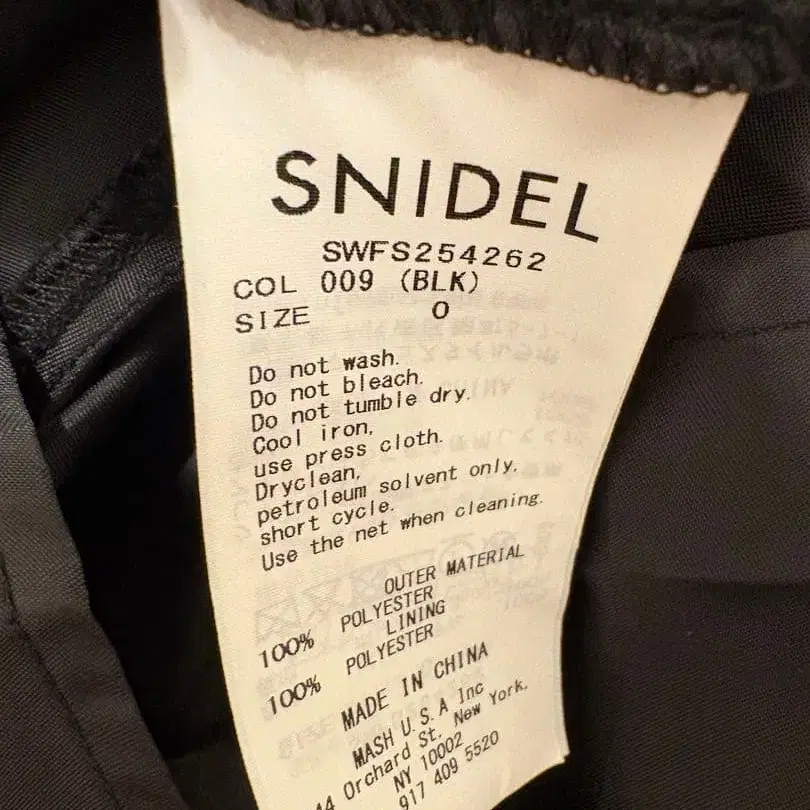 SNIDEL
SWFS254262
COL 009 (BLK)
SIZE 0
Do not wash.
Do not bleach.
Do not tumble dry.
Cool iron,
use press cloth.
Dryclean,
petroleum solvent only,
short cycle.
Use the net when cleaning.
OUTER MATERIAL
100% POLYESTER
LINING
100% POLYESTER
MADE IN CHINA
MASH U.S.A Inc
44 Orchard St. New York.
NY 10002
917 409 5520